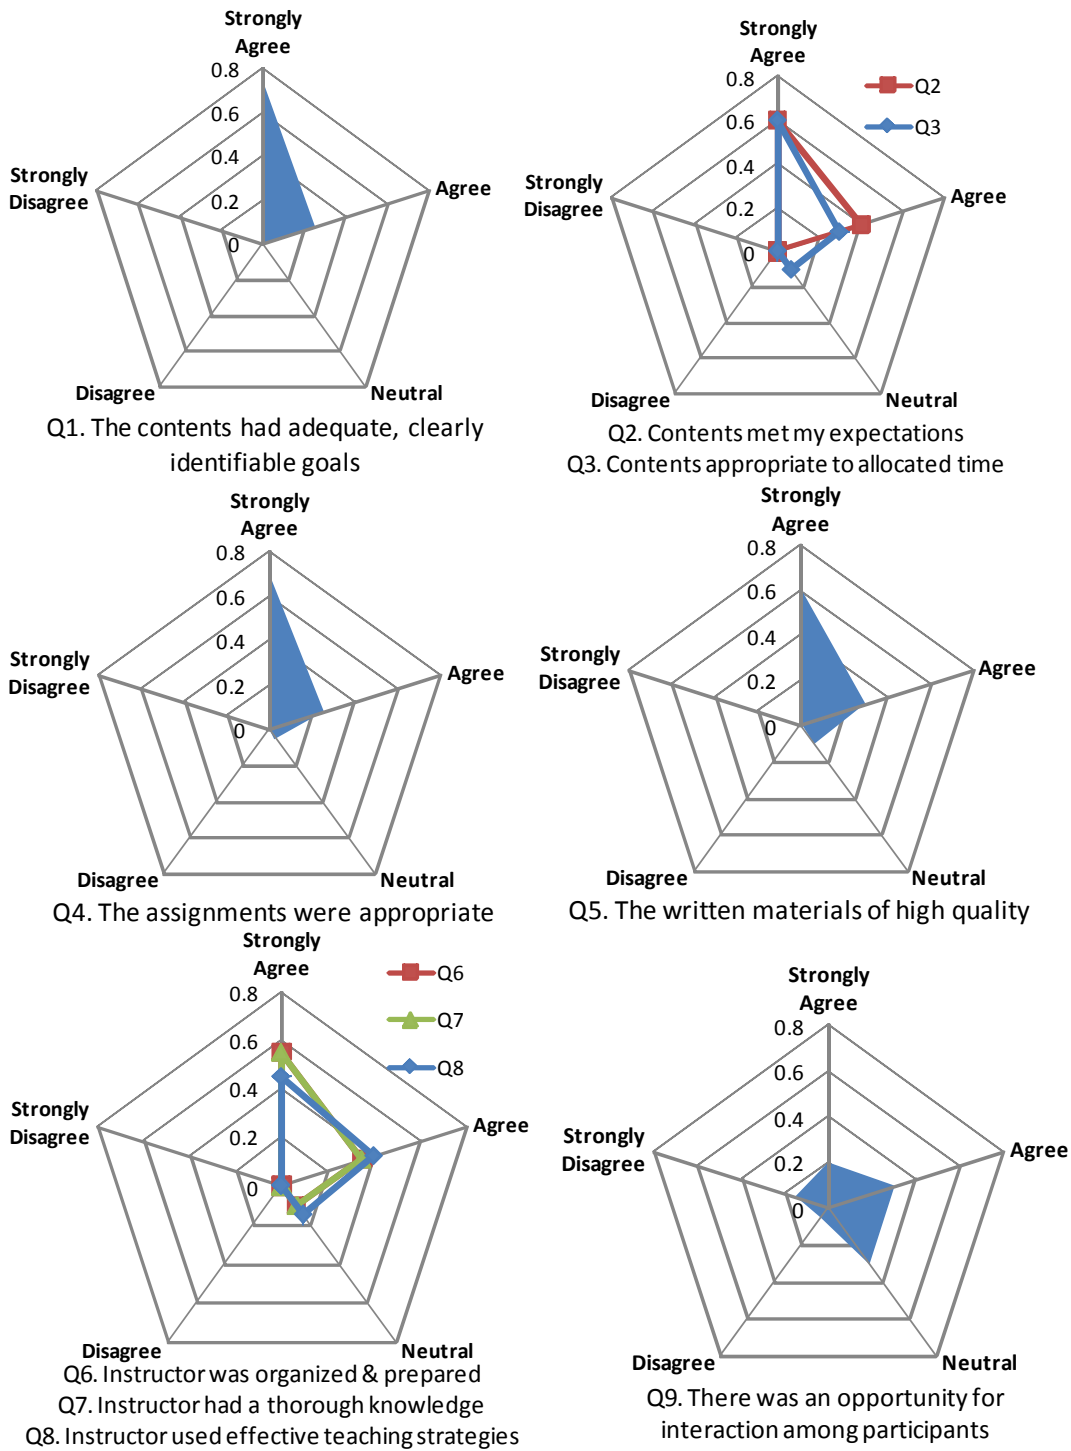 Strongly
Agree
0.8
0.6
0.4
0.2
0
Strongly
Disagree
Agree
Disagree
Neutral
Q1. The contents had adequate, clearly
identifiable goals
Strongly
Agree
0.8
0.6
0.4
0.2
0
Q2
Q3
Strongly
Disagree
Agree
Disagree
Neutral
Q2. Contents met my expectations
Q3. Contents appropriate to allocated time
Strongly
Agree
0.8
0.6
0.4
0.2
0
Strongly
Disagree
Agree
Disagree
Neutral
Q4. The assignments were appropriate
Strongly
Agree
0.8
0.6
0.4
0.2
0
Strongly
Disagree
Agree
Disagree
Neutral
Q5. The written materials of high quality
Strongly
Agree
0.8
0.6
0.4
0.2
0
Q6
Q7
Q8
Strongly
Disagree
Agree
Disagree
Neutral
Q6. Instructor was organized & prepared
Q7. Instructor had a thorough knowledge
Q8. Instructor used effective teaching strategies
Strongly
Agree
0.8
0.6
0.4
0.2
0
Strongly
Disagree
Agree
Disagree
Neutral
Q9. There was an opportunity for
interaction among participants